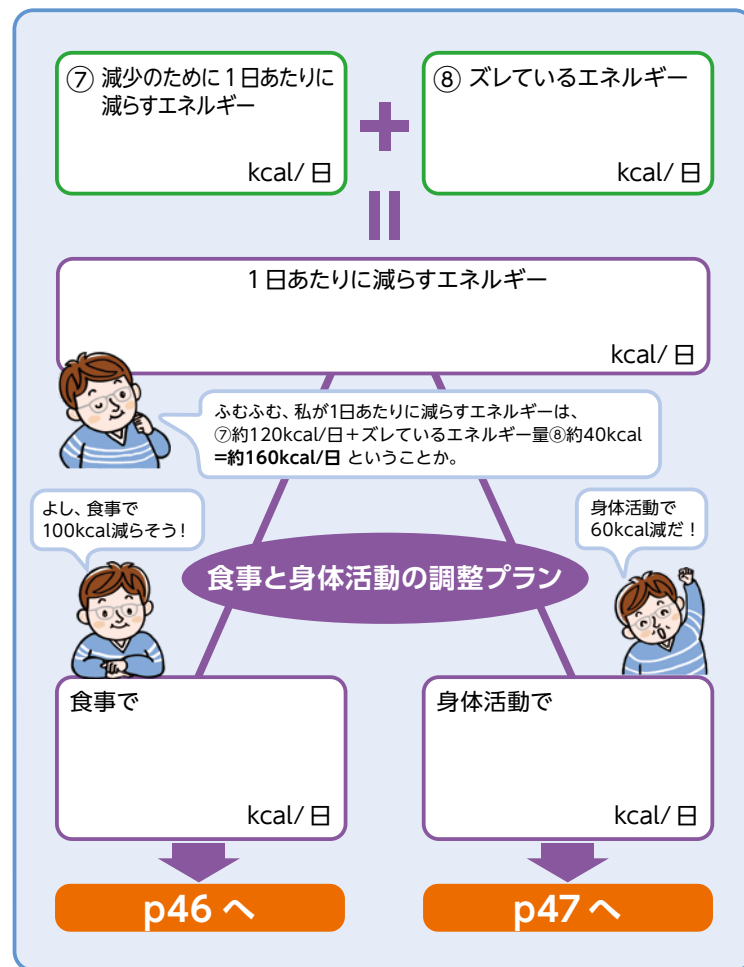 ⑦ 減少のために1日あたりに
減らすエネルギー
kcal/日
+
⑧ ズレているエネルギー
kcal/日
=
1日あたりに減らすエネルギー
kcal/日
ふむふむ、私が1日あたりに減らすエネルギーは、
⑦約120kcal/日+ズレているエネルギー量⑧約40kcal
=約160kcal/日 ということか。
よし、食事で
100kcal減らそう!
身体活動で
60kcal減だ!
食事と身体活動の調整プラン
食事で
kcal/日
身体活動で
kcal/日
p46 へ
p47 へ